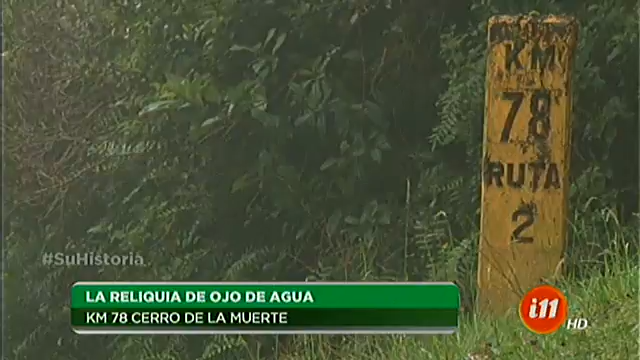 KM
78
RUTA
2
#SuHistoria
LA RELIQUIA DE OJO DE AGUA
KM 78 CERRO DE LA MUERTE
i11 HD